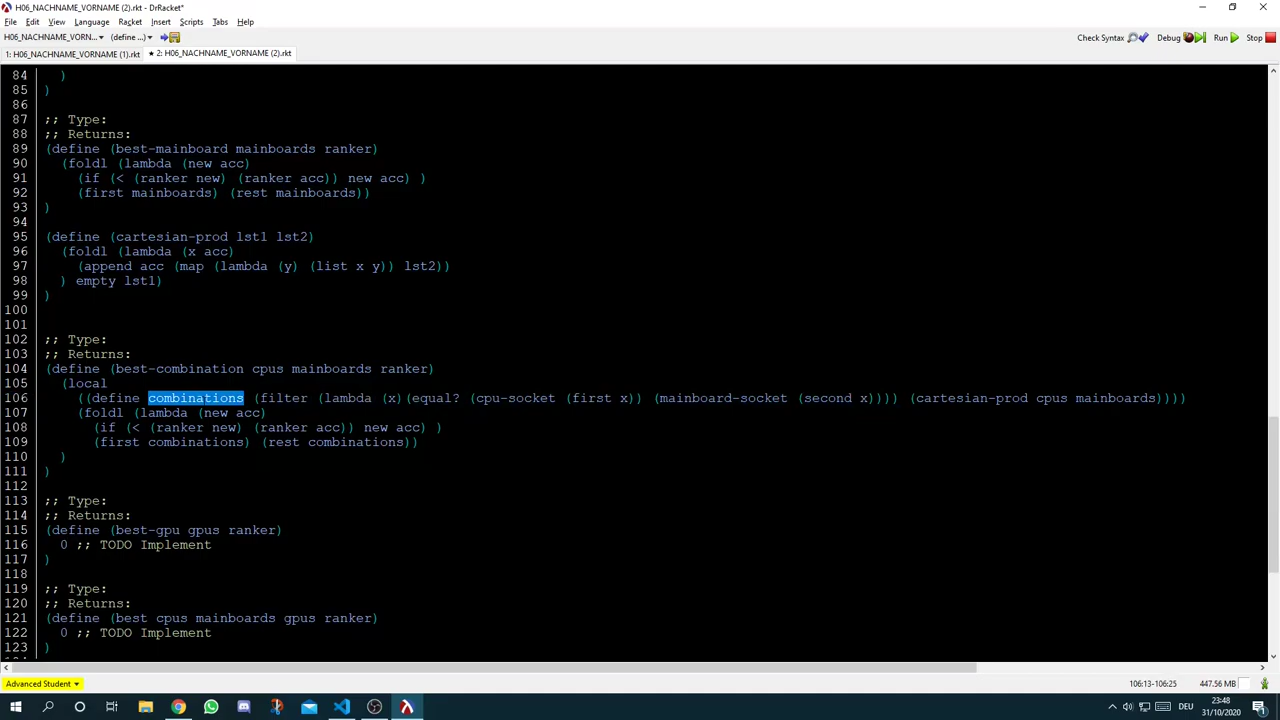 H06_NACHNAME_VORNAME (2).rkt - DrRacket*
File Edit View Language Racket Insert Scripts Tabs Help
H06_NACHNAME_VORN... (define ...) Check Syntax Debug Run Stop
1: H06_NACHNAME_VORNAME (1).rkt ★ 2: H06_NACHNAME_VORNAME (2).rkt
84 )
85 )
86
87 ;; Type:
88 ;; Returns:
89 (define (best-mainboard mainboards ranker)
90 (foldl (lambda (new acc)
91 (if (< (ranker new) (ranker acc)) new acc) )
92 (first mainboards) (rest mainboards))
93 )
94
95 (define (cartesian-prod lst1 lst2)
96 (foldl (lambda (x acc)
97 (append acc (map (lambda (y) (list x y)) lst2))
98 ) empty lst1)
99 )
100
101
102 ;; Type:
103 ;; Returns:
104 (define (best-combination cpus mainboards ranker)
105 (local
106 ((define combinations (filter (lambda (x)(equal? (cpu-socket (first x)) (mainboard-socket (second x)))) (cartesian-prod cpus mainboards))))
107 (foldl (lambda (new acc)
108 (if (< (ranker new) (ranker acc)) new acc) )
109 (first combinations) (rest combinations))
110 )
111 )
112
113 ;; Type:
114 ;; Returns:
115 (define (best-gpu gpus ranker)
116 0 ;; TODO Implement
117 )
118
119 ;; Type:
120 ;; Returns:
121 (define (best cpus mainboards gpus ranker)
122 0 ;; TODO Implement
123 )
Advanced Student 106:13-106:25 447.56 MB
DEU 23:48
31/10/2020